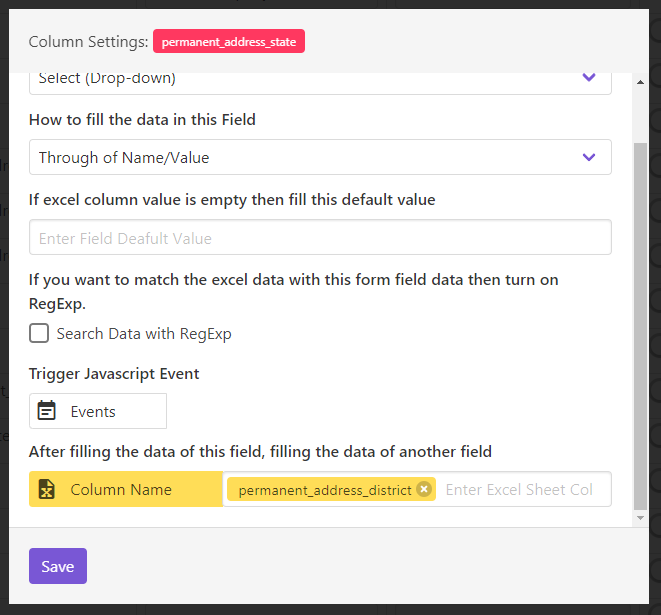 Column Settings: permanent_address_state
Select (Drop-down)
How to fill the data in this Field
Through of Name/Value
If excel column value is empty then fill this default value
Enter Field Deafult Value
If you want to match the excel data with this form field data then turn on
RegExp.
Search Data with RegExp
Trigger Javascript Event
Events
After filling the data of this field, filling the data of another field
Column Name permanent_address_district Enter Excel Sheet Col
Save